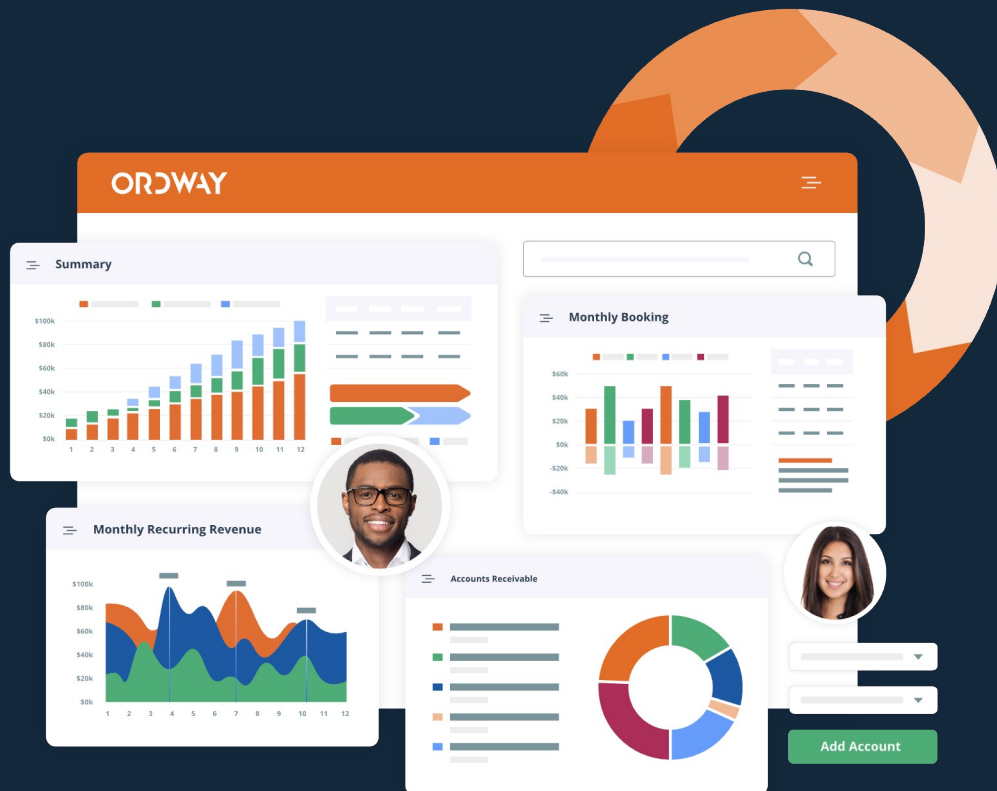 ORDWAY
Summary
$100k
$80k
$60k
$40k
$20k
$0k
1 2 3 4 5 6 7 8 9 10 11 12
Monthly Booking
$60k
$40k
$20k
$0k
-$20k
-$40k
Monthly Recurring Revenue
$100k
$80k
$60k
$40k
$20k
$0k
1 2 3 4 5 6 7 8 9 10 11 12
Accounts Receivable
Add Account